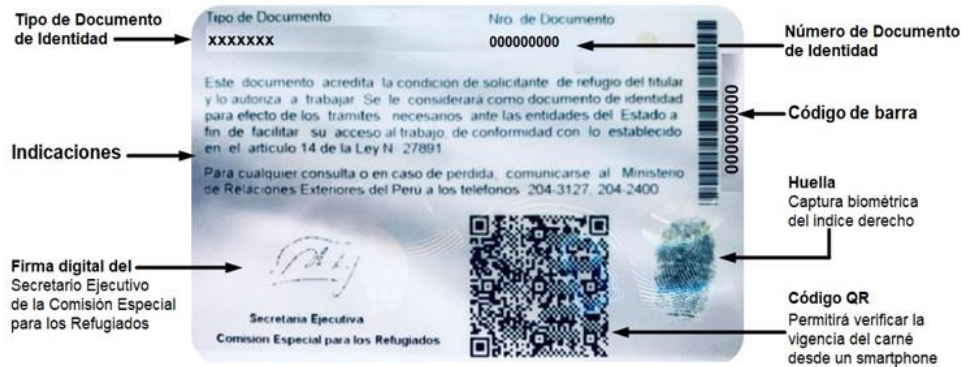 Tipo de Documento
de Identidad
Tipo de Documento
XXXXXXX
Nro. de Documento
000000000
Número de Documento
de Identidad
Este documento acredita la condición de solicitante de refugio del titular
y lo autoriza a trabajar. Se le considerará como documento de identidad
para efecto de los trámites necesarios ante las entidades del Estado a
fin de facilitar su acceso al trabajo, de conformidad con lo establecido
en el artículo 14 de la Ley N 27891
Para cualquier consulta o en caso de pérdida, comunicarse al Ministerio
de Relaciones Exteriores del Perú a los teléfonos 204-3127, 204-2400
Indicaciones
000000000
Código de barra
Huella
Captura biométrica
del indice derecho
Firma digital del
Secretario Ejecutivo
de la Comisión Especial
para los Refugiados
Secretaria Ejecutiva
Comisión Especial para los Refugiados
Código QR
Permitirá verificar la
vigencia del carné
desde un smartphone